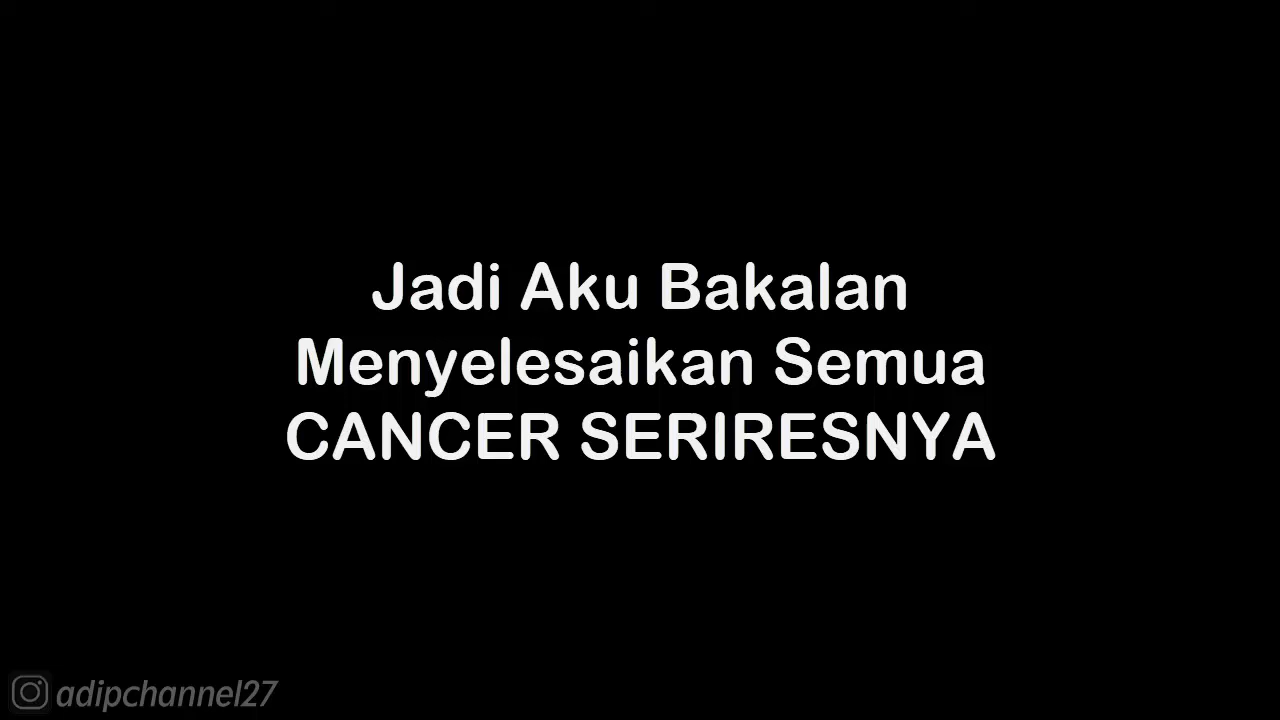 Jadi Aku Bakalan
Menyelesaikan Semua
CANCER SERIRESNYA
adipchannel27